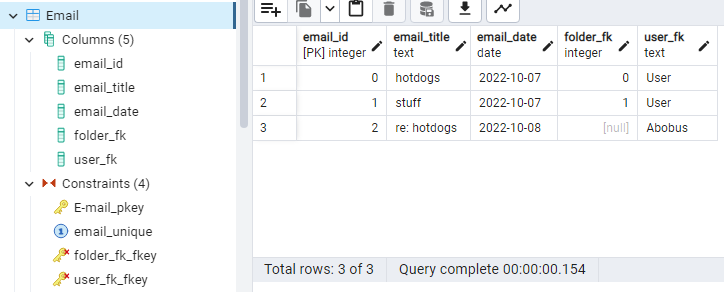 Email
Columns (5)
email_id
email_title
email_date
folder_fk
user_fk
Constraints (4)
E-mail_pkey
email_unique
folder_fk_fkey
user_fk_fkey
email_id email_title email_date folder_fk user_fk
[PK] integer text date integer text
1 0 hotdogs 2022-10-07 0 User
2 1 stuff 2022-10-07 1 User
3 2 re: hotdogs 2022-10-08 [null] Abobus
Total rows: 3 of 3 Query complete 00:00:00.154